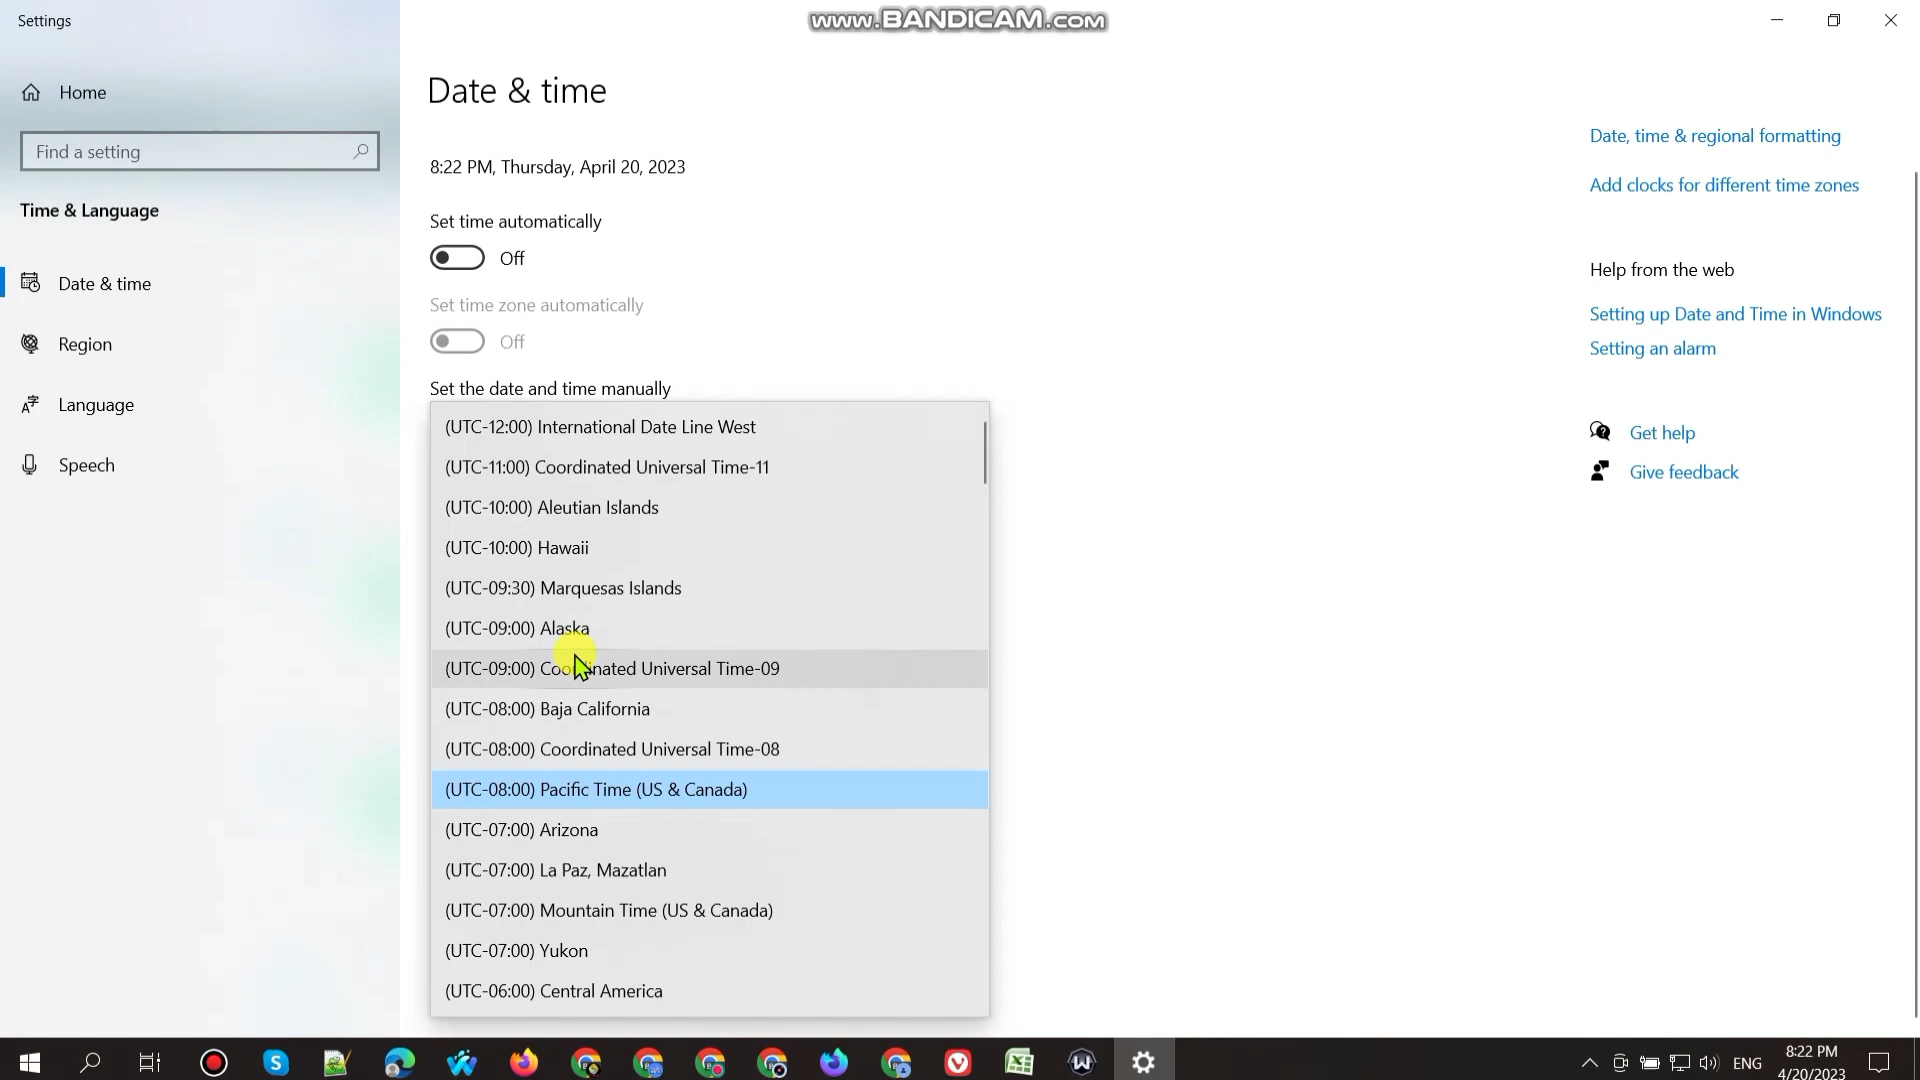 Settings
www.BANDICAM.com
Home
Find a setting
Time & Language
Date & time
Region
Language
Speech
Date & time
8:22 PM, Thursday, April 20, 2023
Set time automatically
Off
Set time zone automatically
Off
Set the date and time manually
(UTC-12:00) International Date Line West
(UTC-11:00) Coordinated Universal Time-11
(UTC-10:00) Aleutian Islands
(UTC-10:00) Hawaii
(UTC-09:30) Marquesas Islands
(UTC-09:00) Alaska
(UTC-09:00) Coordinated Universal Time-09
(UTC-08:00) Baja California
(UTC-08:00) Coordinated Universal Time-08
(UTC-08:00) Pacific Time (US & Canada)
(UTC-07:00) Arizona
(UTC-07:00) La Paz, Mazatlan
(UTC-07:00) Mountain Time (US & Canada)
(UTC-07:00) Yukon
(UTC-06:00) Central America
Date, time & regional formatting
Add clocks for different time zones
Help from the web
Setting up Date and Time in Windows
Setting an alarm
Get help
Give feedback
ENG
8:22 PM
4/20/2023